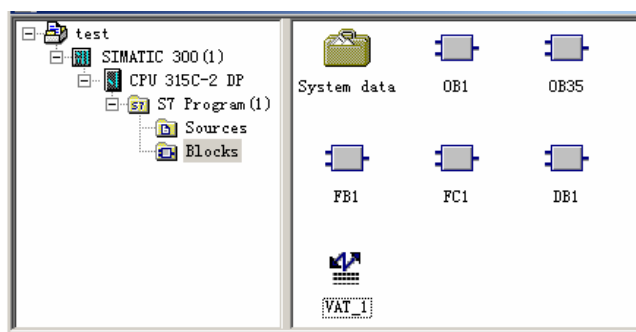 test
SIMATIC 300(1)
CPU 315C-2 DP
S7 Program(1)
Sources
Blocks
System data
OB1
OB35
FB1
FC1
DB1
VAT_1